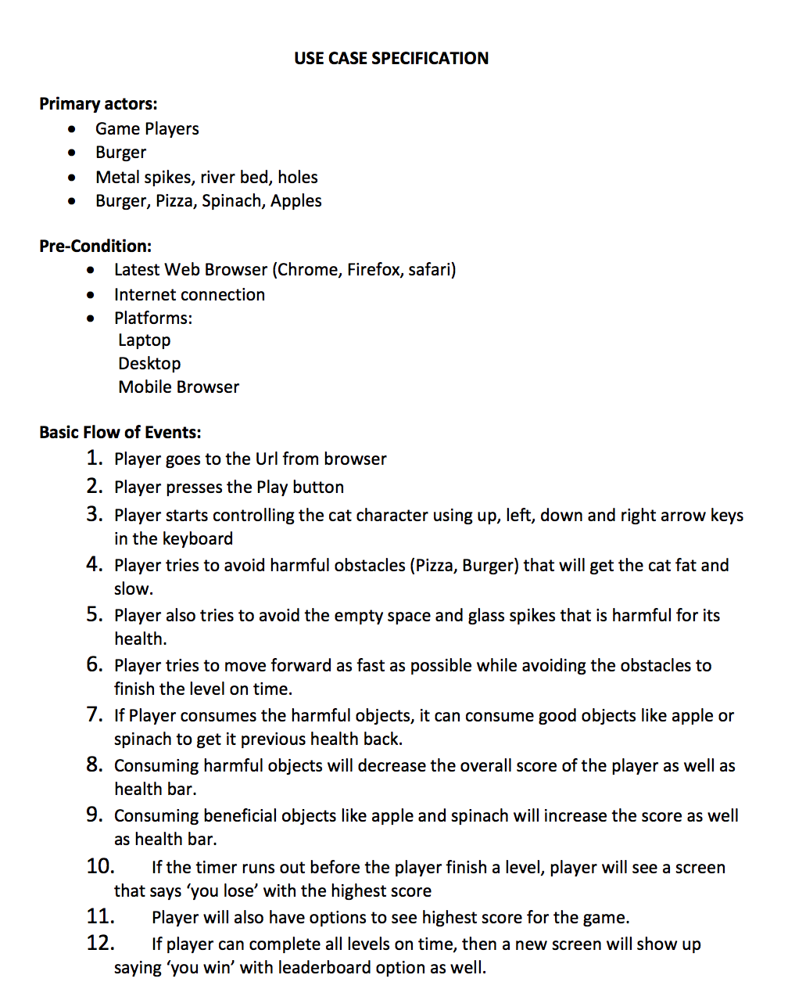 USE CASE SPECIFICATION
Primary actors:
• Game Players
• Burger
• Metal spikes, river bed, holes
• Burger, Pizza, Spinach, Apples
Pre-Condition:
• Latest Web Browser (Chrome, Firefox, safari)
• Internet connection
• Platforms:
Laptop
Desktop
Mobile Browser
Basic Flow of Events:
1. Player goes to the Url from browser
2. Player presses the Play button
3. Player starts controlling the cat character using up, left, down and right arrow keys
in the keyboard
4. Player tries to avoid harmful obstacles (Pizza, Burger) that will get the cat fat and
slow.
5. Player also tries to avoid the empty space and glass spikes that is harmful for its
health.
6. Player tries to move forward as fast as possible while avoiding the obstacles to
finish the level on time.
7. If Player consumes the harmful objects, it can consume good objects like apple or
spinach to get it previous health back.
8. Consuming harmful objects will decrease the overall score of the player as well as
health bar.
9. Consuming beneficial objects like apple and spinach will increase the score as well
as health bar.
10. If the timer runs out before the player finish a level, player will see a screen
that says ‘you lose’ with the highest score
11. Player will also have options to see highest score for the game.
12. If player can complete all levels on time, then a new screen will show up
saying ‘you win’ with leaderboard option as well.